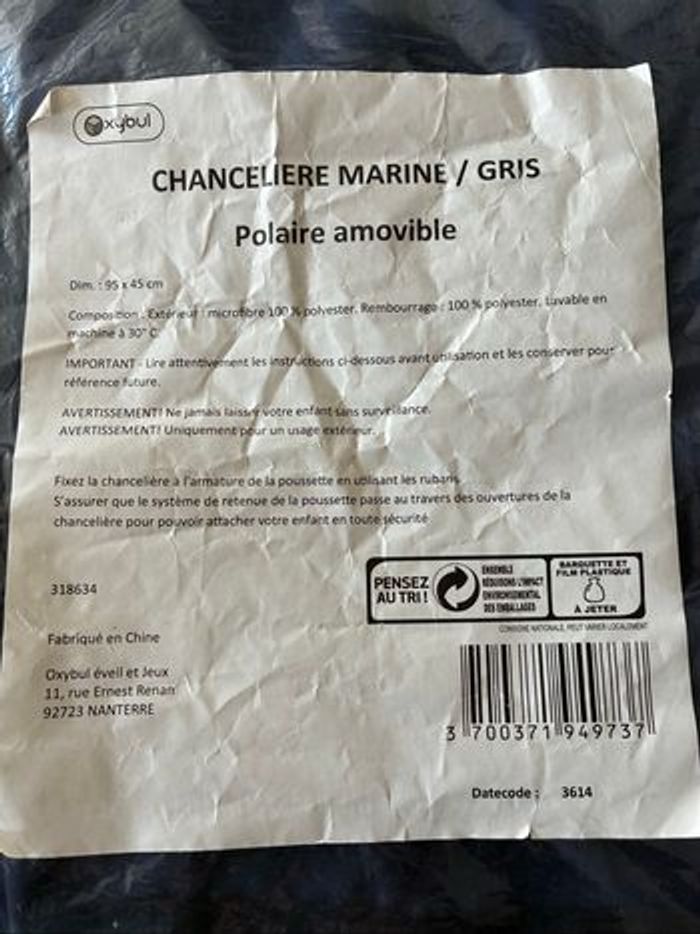 Oxybul
CHANCELIERE MARINE / GRIS
Polaire amovible
Dim. : 95 x 45 cm
Composition : Extérieur : microfibre 100 % polyester. Rembourrage : 100 % polyester. Lavable en
machine à 30° C.
IMPORTANT - Lire attentivement les instructions ci-dessous avant utilisation et les conserver pour
référence future.
AVERTISSEMENT! Ne jamais laisser votre enfant sans surveillance.
AVERTISSEMENT! Uniquement pour un usage extérieur.
Fixez la chancelière à l'armature de la poussette en utilisant les rubans.
S'assurer que le système de retenue de la poussette passe au travers des ouvertures de la
chancelière pour pouvoir attacher votre enfant en toute sécurité
318634
PENSEZ
AU TRI !
ENSEMBLE
RÉDUISONS L'IMPACT
ENVIRONNEMENTAL
DES EMBALLAGES
BARQUETTE ET
FILM PLASTIQUE
À JETER
CONSIGNE NATIONALE, PEUT VARIER LOCALEMENT
Fabriqué en Chine
Oxybul éveil et Jeux
11, rue Ernest Renan
92723 NANTERRE
3 700371 949737
Datecode : 3614